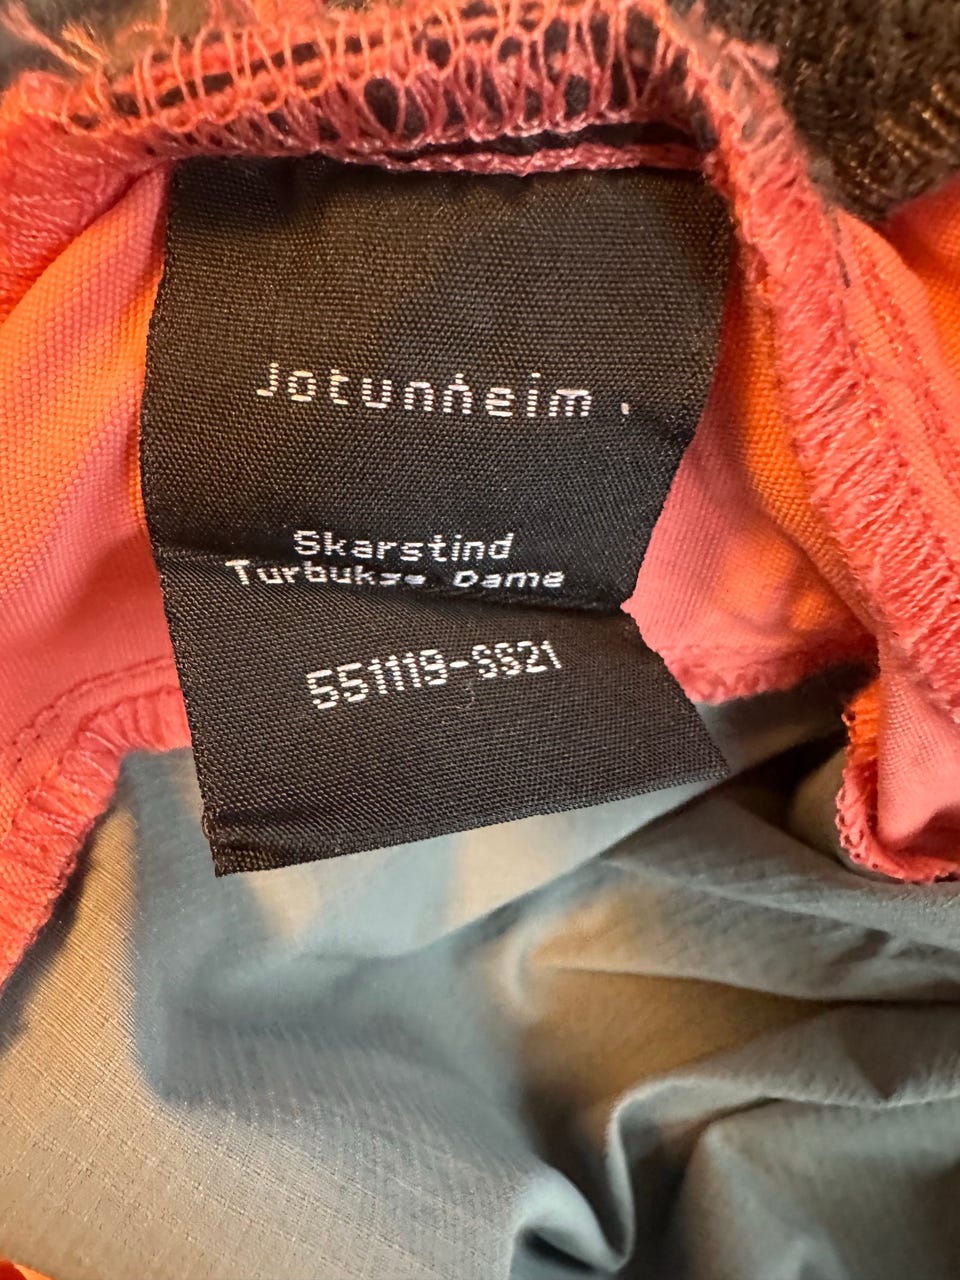 Jotunheim.
Skarstind
Turbukse Dame
551119-SS21